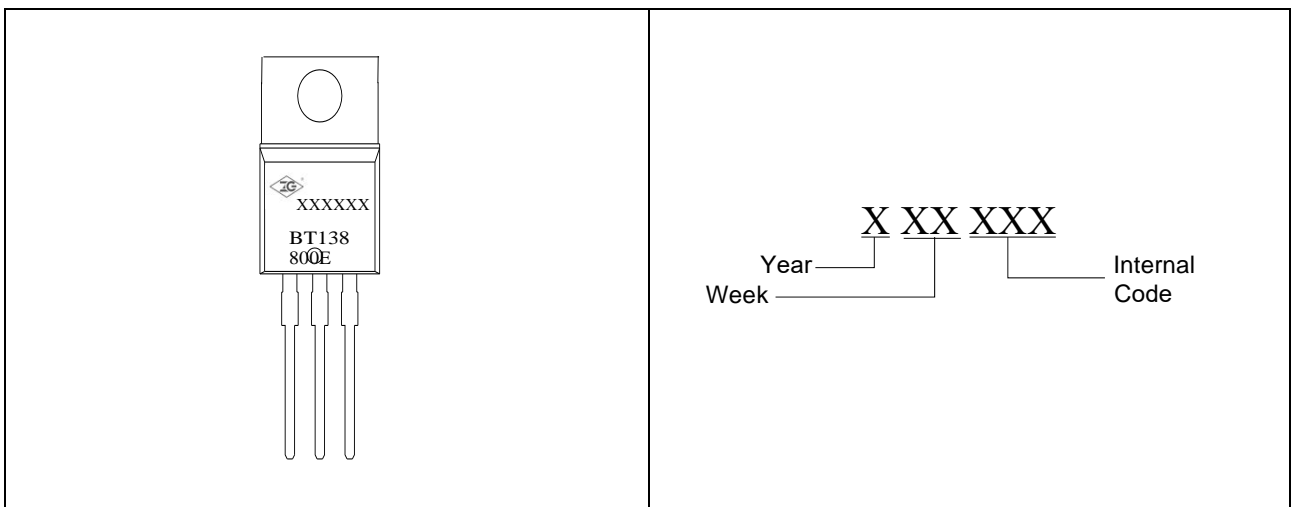 XXXXXX
BT138
800E
X XX XXX
Year
Week
Internal
Code